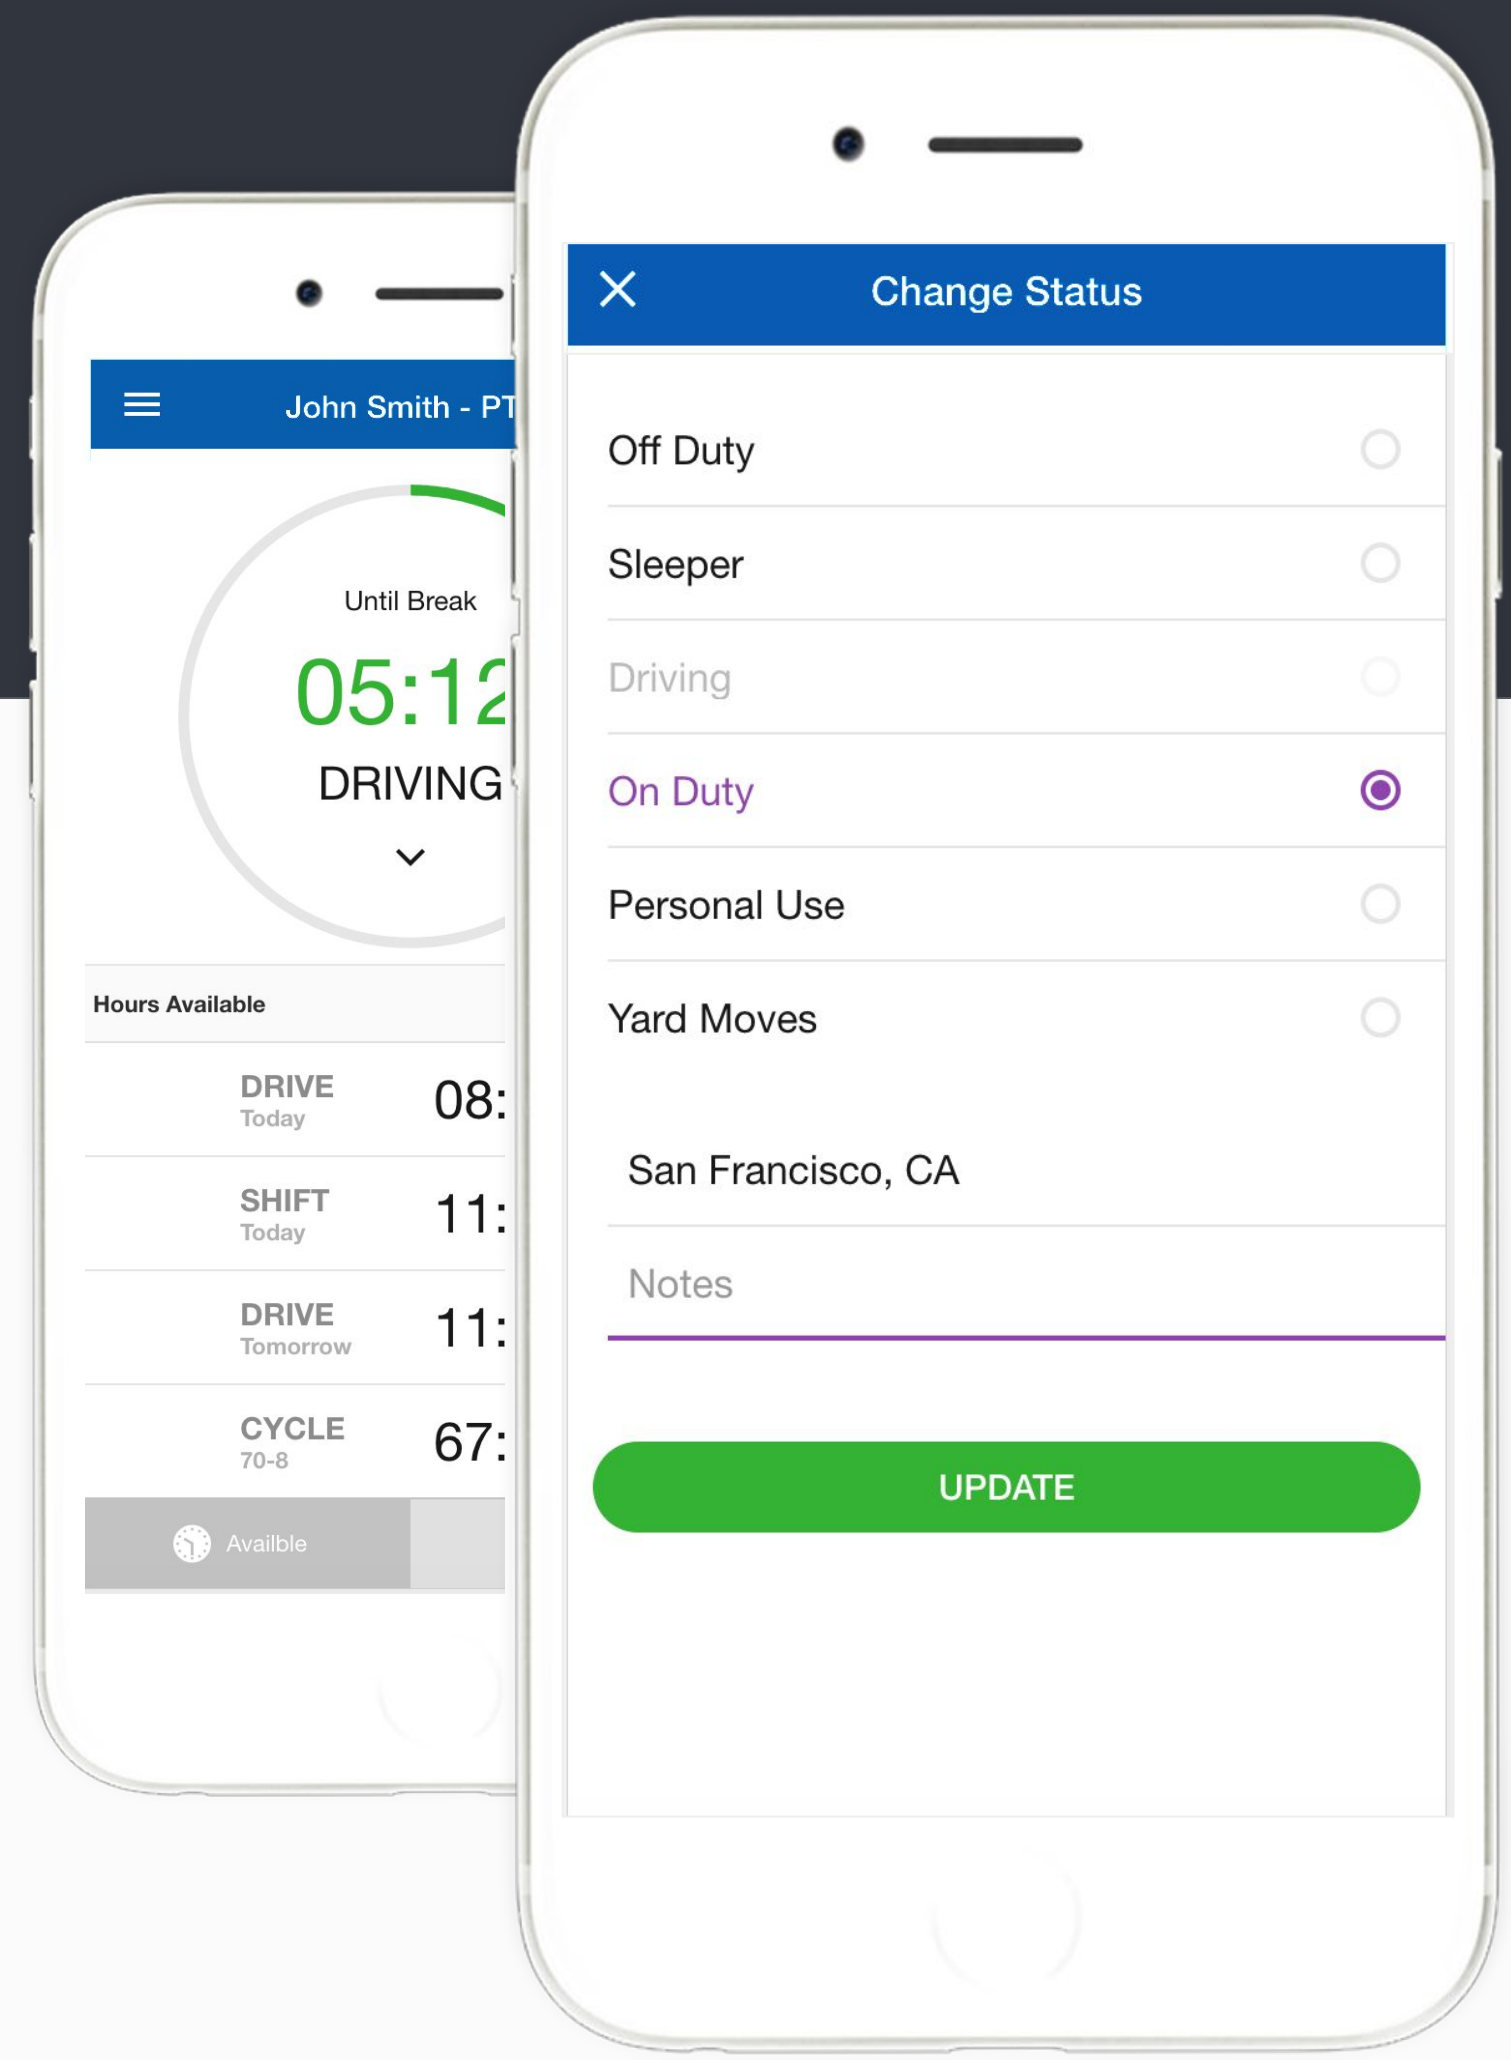 John Smith - PT
Until Break
05:12
DRIVING
Hours Available
DRIVE
Today
08:
SHIFT
Today
11:
DRIVE
Tomorrow
11:
CYCLE
70-8
67:
Availble
Change Status
Off Duty
Sleeper
Driving
On Duty
Personal Use
Yard Moves
San Francisco, CA
Notes
UPDATE